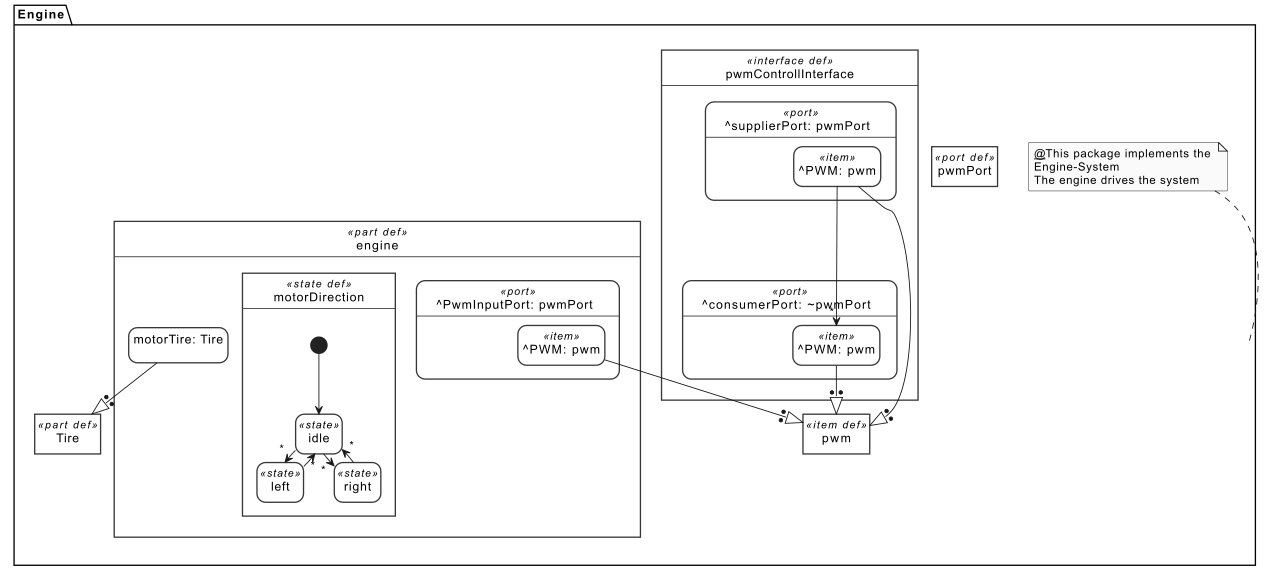 Engine
«interface def»
pwmControllInterface
«port»
^supplierPort: pwmPort
«item»
^PWM: pwm
«port def»
pwmPort
@This package implements the
Engine-System
The engine drives the system
«part def»
engine
«state def»
motorDirection
«port»
^PwmInputPort: pwmPort
«item»
^PWM: pwm
«port»
^consumerPort: ~pwmPort
«item»
^PWM: pwm
motorTire: Tire
«part def»
Tire
«state»
idle
*
*
*
*
«state»
left
«state»
right
«item def»
pwm